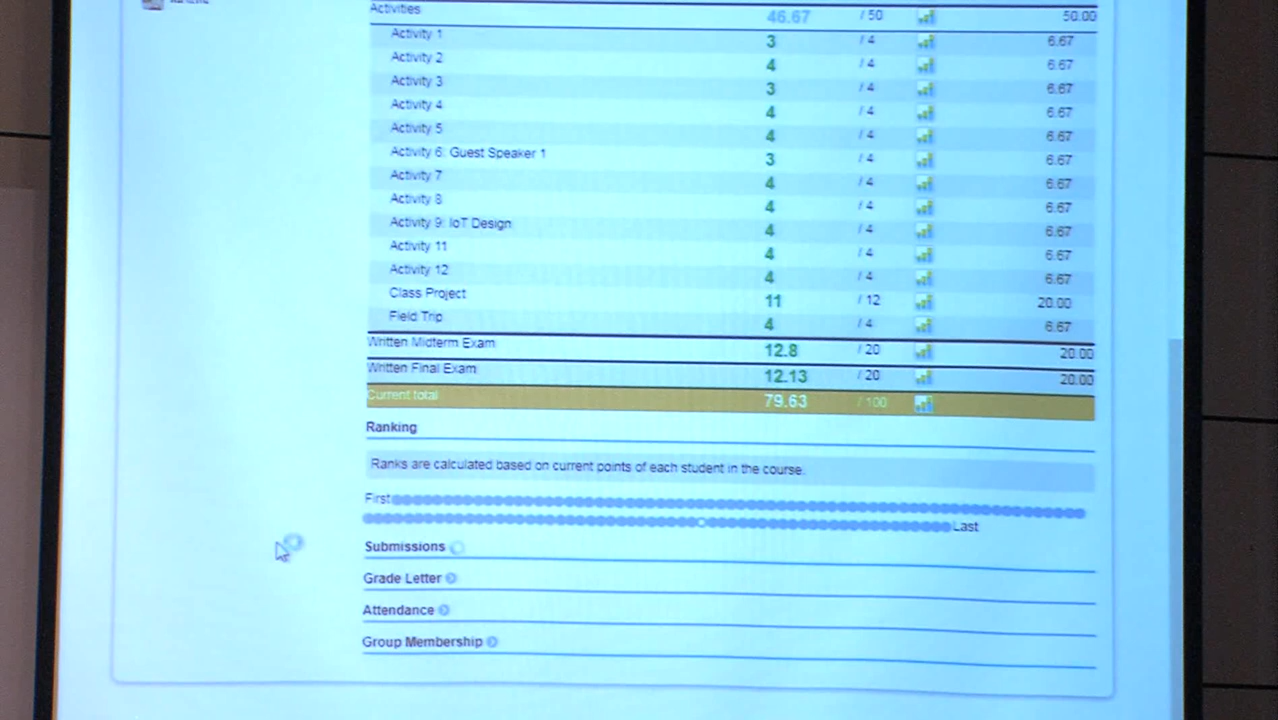 Activities 46.67 / 50 50.00
Activity 1 3 / 4 6.67
Activity 2 4 / 4 6.67
Activity 3 3 / 4 6.67
Activity 4 4 / 4 6.67
Activity 5 4 / 4 6.67
Activity 6: Guest Speaker 1 3 / 4 6.67
Activity 7 4 / 4 6.67
Activity 8 4 / 4 6.67
Activity 9: IoT Design 4 / 4 6.67
Activity 11 4 / 4 6.67
Activity 12 4 / 4 6.67
Class Project 11 / 12 20.00
Field Trip 4 / 4 6.67
Written Midterm Exam 12.8 / 20 20.00
Written Final Exam 12.13 / 20 20.00
Current total 79.63 / 100
Ranking
Ranks are calculated based on current points of each student in the course.
First
Last
Submissions
Grade Letter
Attendance
Group Membership